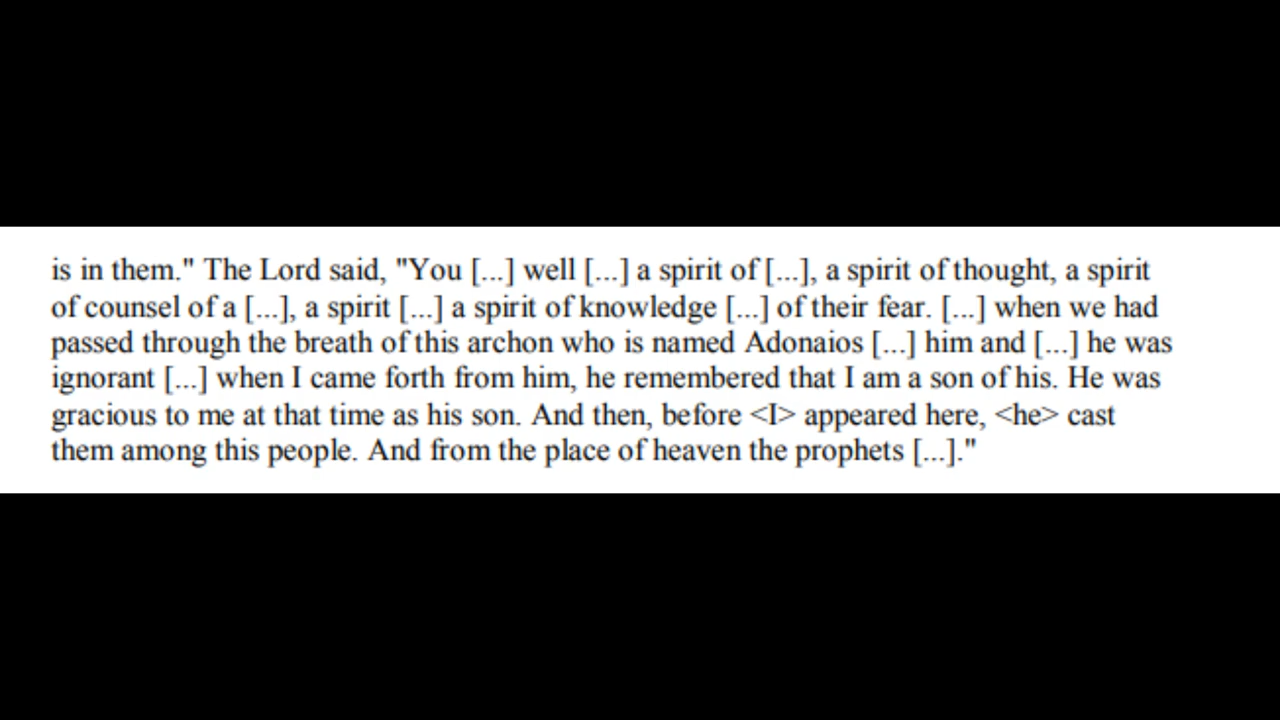 is in them." The Lord said, "You [...] well [...] a spirit of [...], a spirit of thought, a spirit
of counsel of a [...], a spirit [...] a spirit of knowledge [...] of their fear. [...] when we had
passed through the breath of this archon who is named Adonaios [...] him and [...] he was
ignorant [...] when I came forth from him, he remembered that I am a son of his. He was
gracious to me at that time as his son. And then, before <I> appeared here, <he> cast
them among this people. And from the place of heaven the prophets [...]."